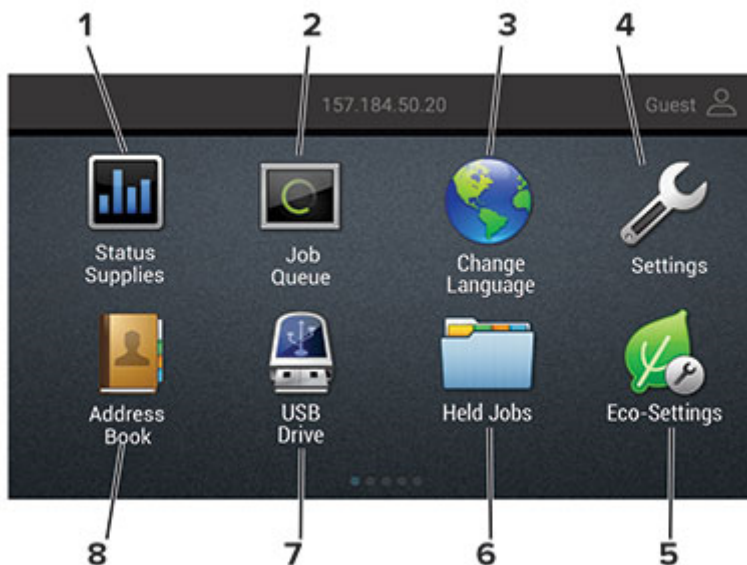 1 2 3 4
157.184.50.20 Guest
Status
Supplies
Job
Queue
Change
Language
Settings
Address
Book
USB
Drive
Held Jobs
Eco-Settings
8 7 6 5